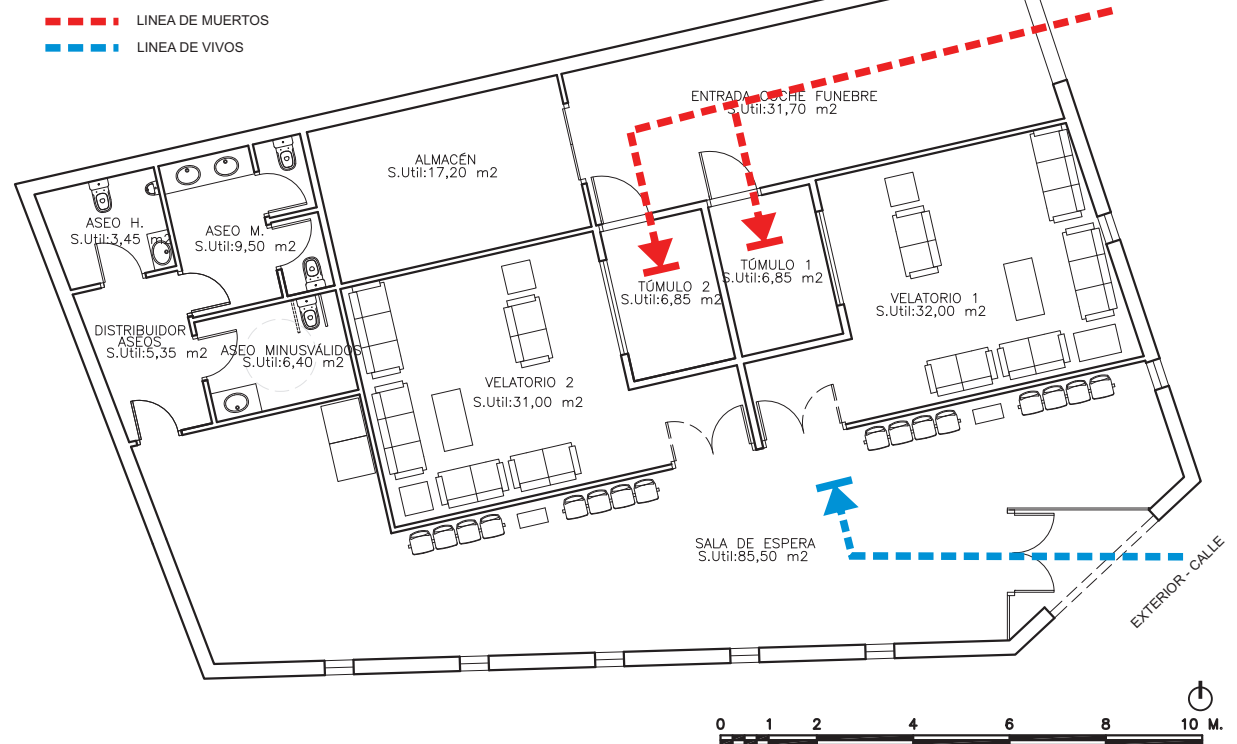 LINEA DE MUERTOS
LINEA DE VIVOS
ENTRADA COCHE FUNEBRE
S.Util:31,70 m2
ALMACÉN
S.Util:17,20 m2
ASEO H.
S.Util:3,45 m2
ASEO M.
S.Util:9,50 m2
TÚMULO 1
S.Util:6,85 m2
TÚMULO 2
S.Util:6,85 m2
VELATORIO 1
S.Util:32,00 m2
DISTRIBUIDOR
ASEOS
S.Util:5,35 m2
ASEO MINUSVÁLIDOS
S.Util:6,40 m2
VELATORIO 2
S.Util:31,00 m2
SALA DE ESPERA
S.Util:85,50 m2
EXTERIOR - CALLE
0 1 2 4 6 8 10 M.